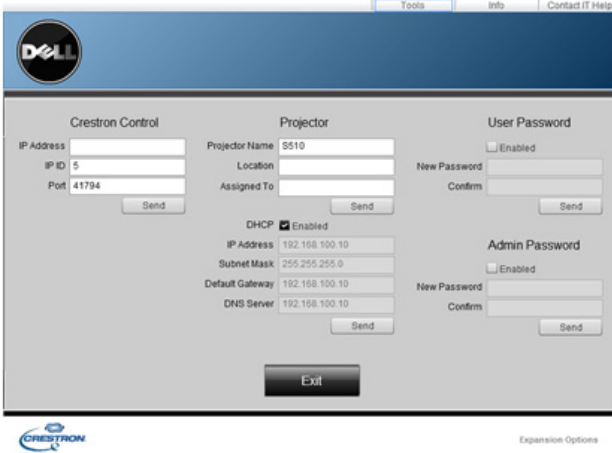 Tools Info Contact IT Help
DELL
Crestron Control
IP Address
IP ID 5
Port 41794
Send
Projector
Projector Name S510
Location
Assigned To
Send
DHCP Enabled
IP Address 192.168.100.10
Subnet Mask 255.255.255.0
Default Gateway 192.168.100.10
DNS Server 192.168.100.10
Send
User Password
Enabled
New Password
Confirm
Send
Admin Password
Enabled
New Password
Confirm
Send
Exit
CRESTRON
Expansion Options